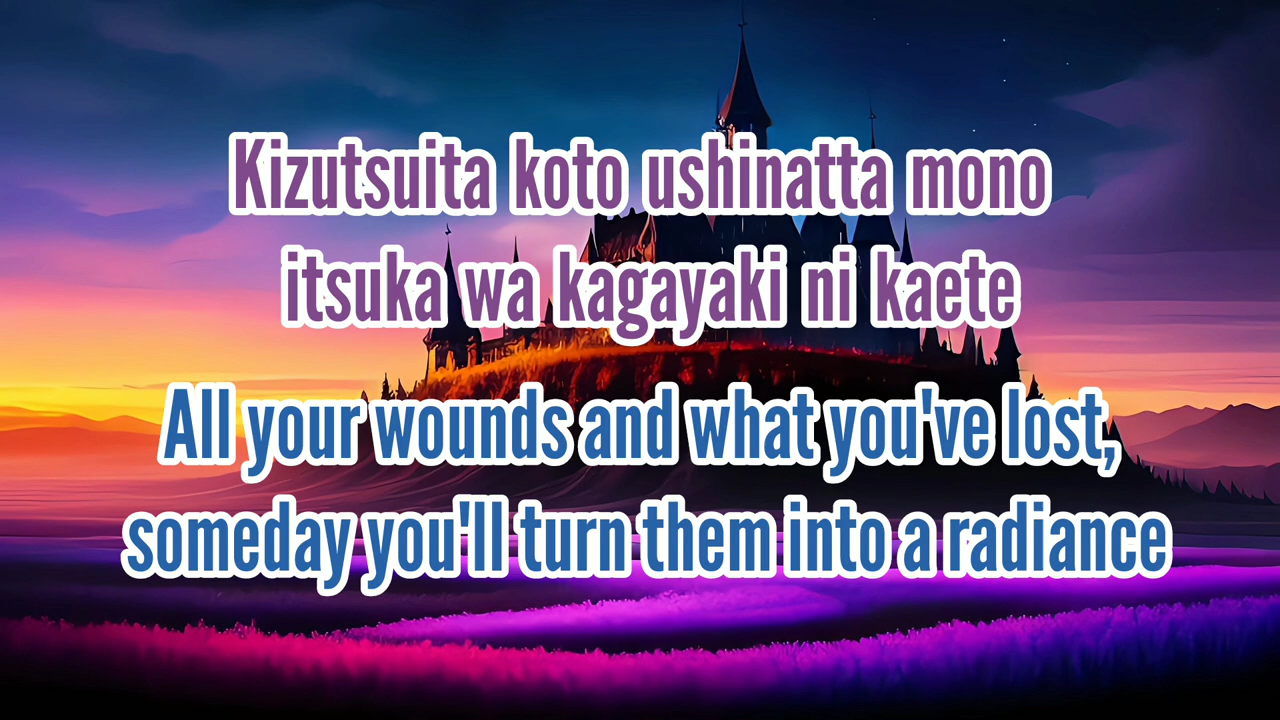 Kizutsuita koto ushinatta mono
itsuka wa kagayaki ni kaete
All your wounds and what you've lost,
someday you'll turn them into a radiance